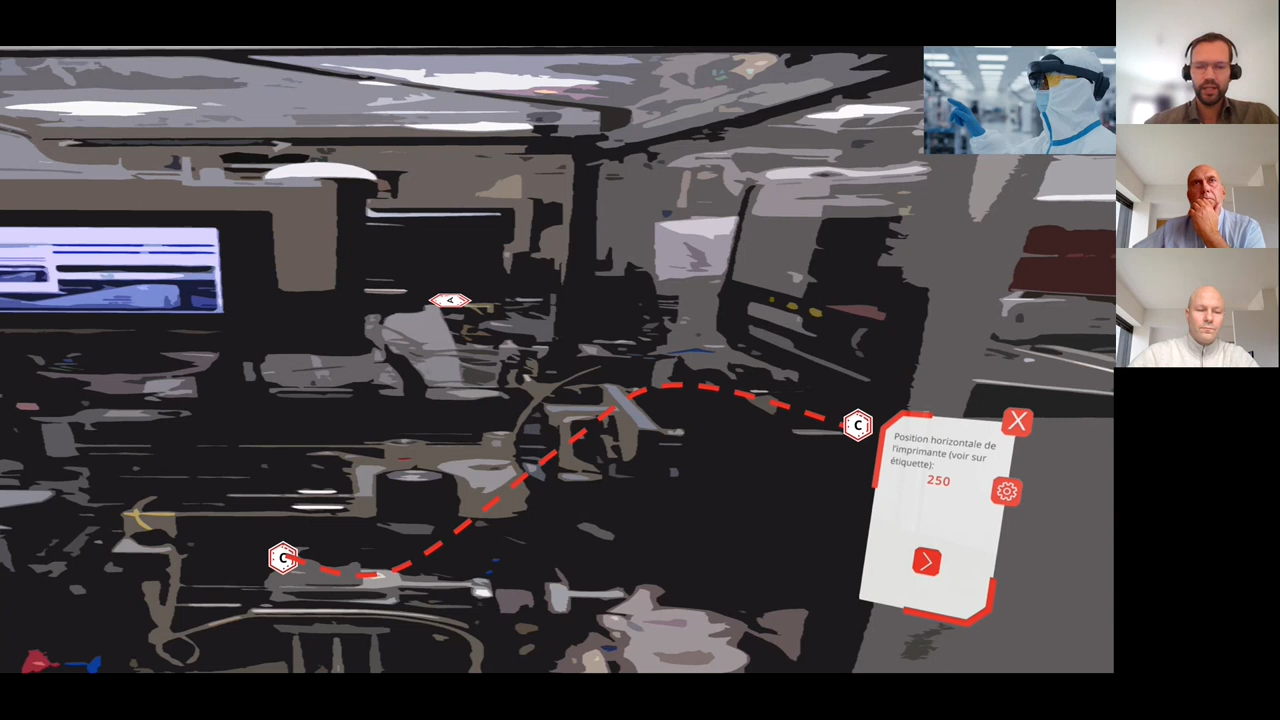 A
C
C
Position horizontale de
l'imprimante (voir sur
étiquette):
250